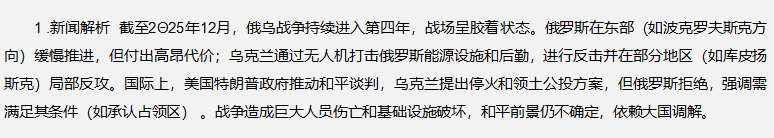 1 .新闻解析  截至2025年12月，俄乌战争持续进入第四年，战场呈胶着状态。俄罗斯在东部（如波克罗夫斯克方
向）缓慢推进，但付出高昂代价；乌克兰通过无人机打击俄罗斯能源设施和后勤，进行反击并在部分地区（如库皮扬
斯克）局部反攻。国际上，美国特朗普政府推动和平谈判，乌克兰提出停火和领土公投方案，但俄罗斯拒绝，强调需
满足其条件（如承认占领区） 。战争造成巨大人员伤亡和基础设施破坏，和平前景仍不确定，依赖大国调解。